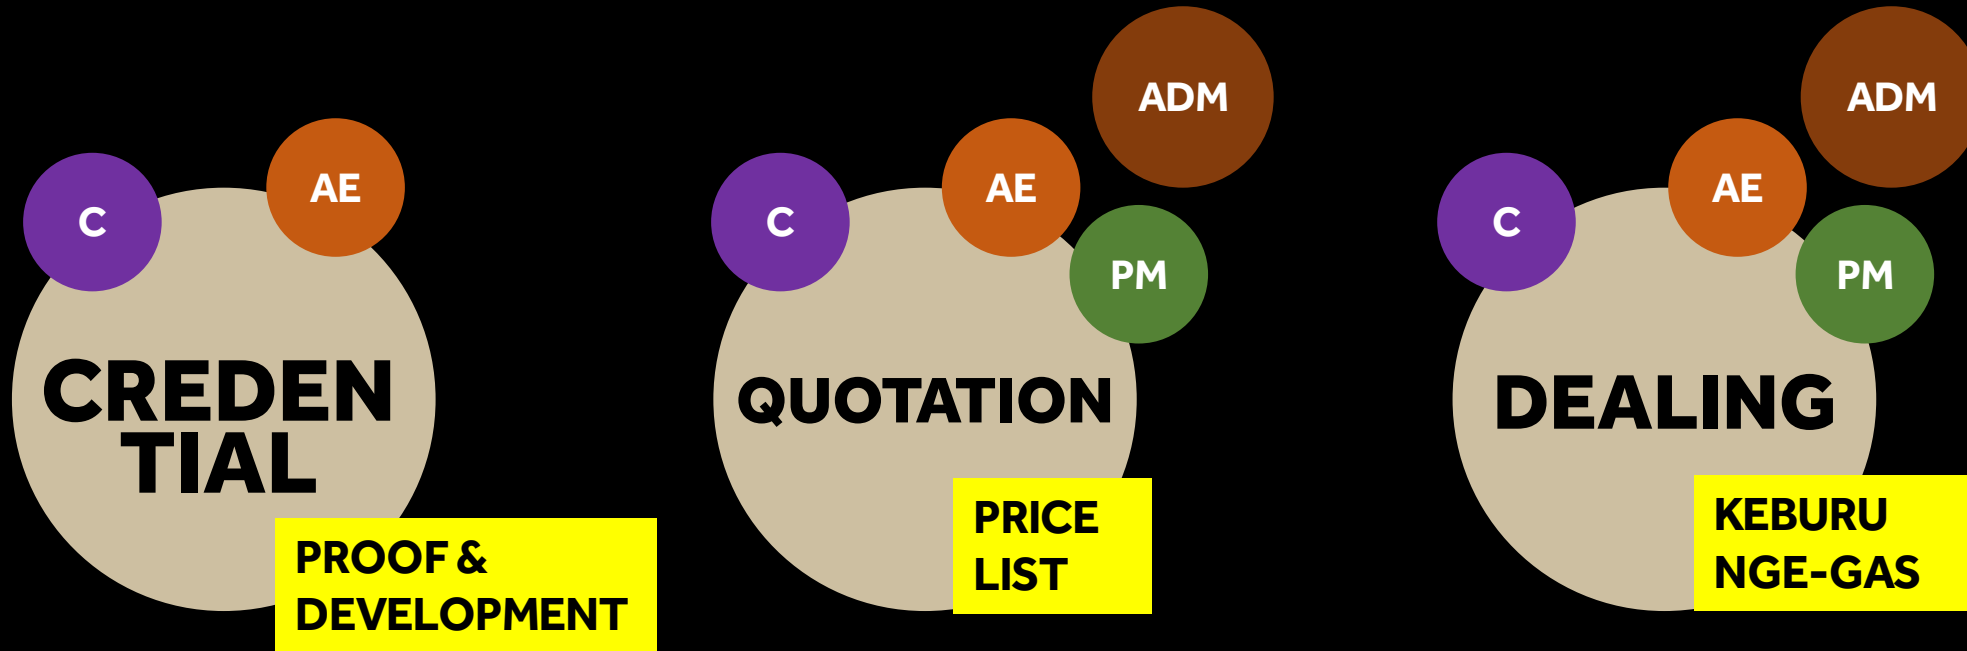 C
AE
CREDEN
TIAL
PROOF &
DEVELOPMENT
C
AE
ADM
PM
QUOTATION
PRICE
LIST
C
AE
ADM
PM
DEALING
KEBURU
NGE-GAS